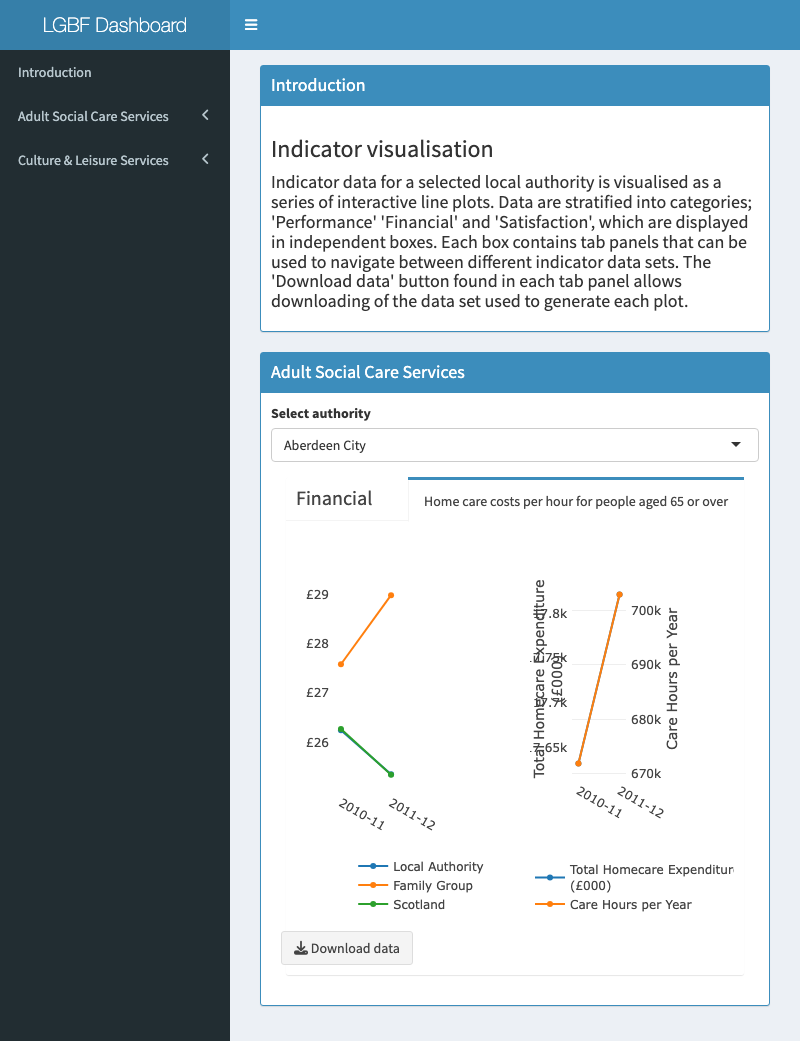 LGBF Dashboard
Introduction
Adult Social Care Services
Culture & Leisure Services
Introduction
Indicator visualisation
Indicator data for a selected local authority is visualised as a
series of interactive line plots. Data are stratified into categories;
'Performance' 'Financial' and 'Satisfaction', which are displayed
in independent boxes. Each box contains tab panels that can be
used to navigate between different indicator data sets. The
'Download data' button found in each tab panel allows
downloading of the data set used to generate each plot.
Adult Social Care Services
Select authority
Aberdeen City
Financial
Home care costs per hour for people aged 65 or over
£29
£28
£27
£26
2010-11
2011-12
Local Authority
Family Group
Scotland
Total Homecare Expenditure
(£000)
17.8k
17.7k
700k
690k
680k
670k
Care Hours per Year
2010-11
2011-12
Total Homecare
(£000)
Care Hours per Year
Download data